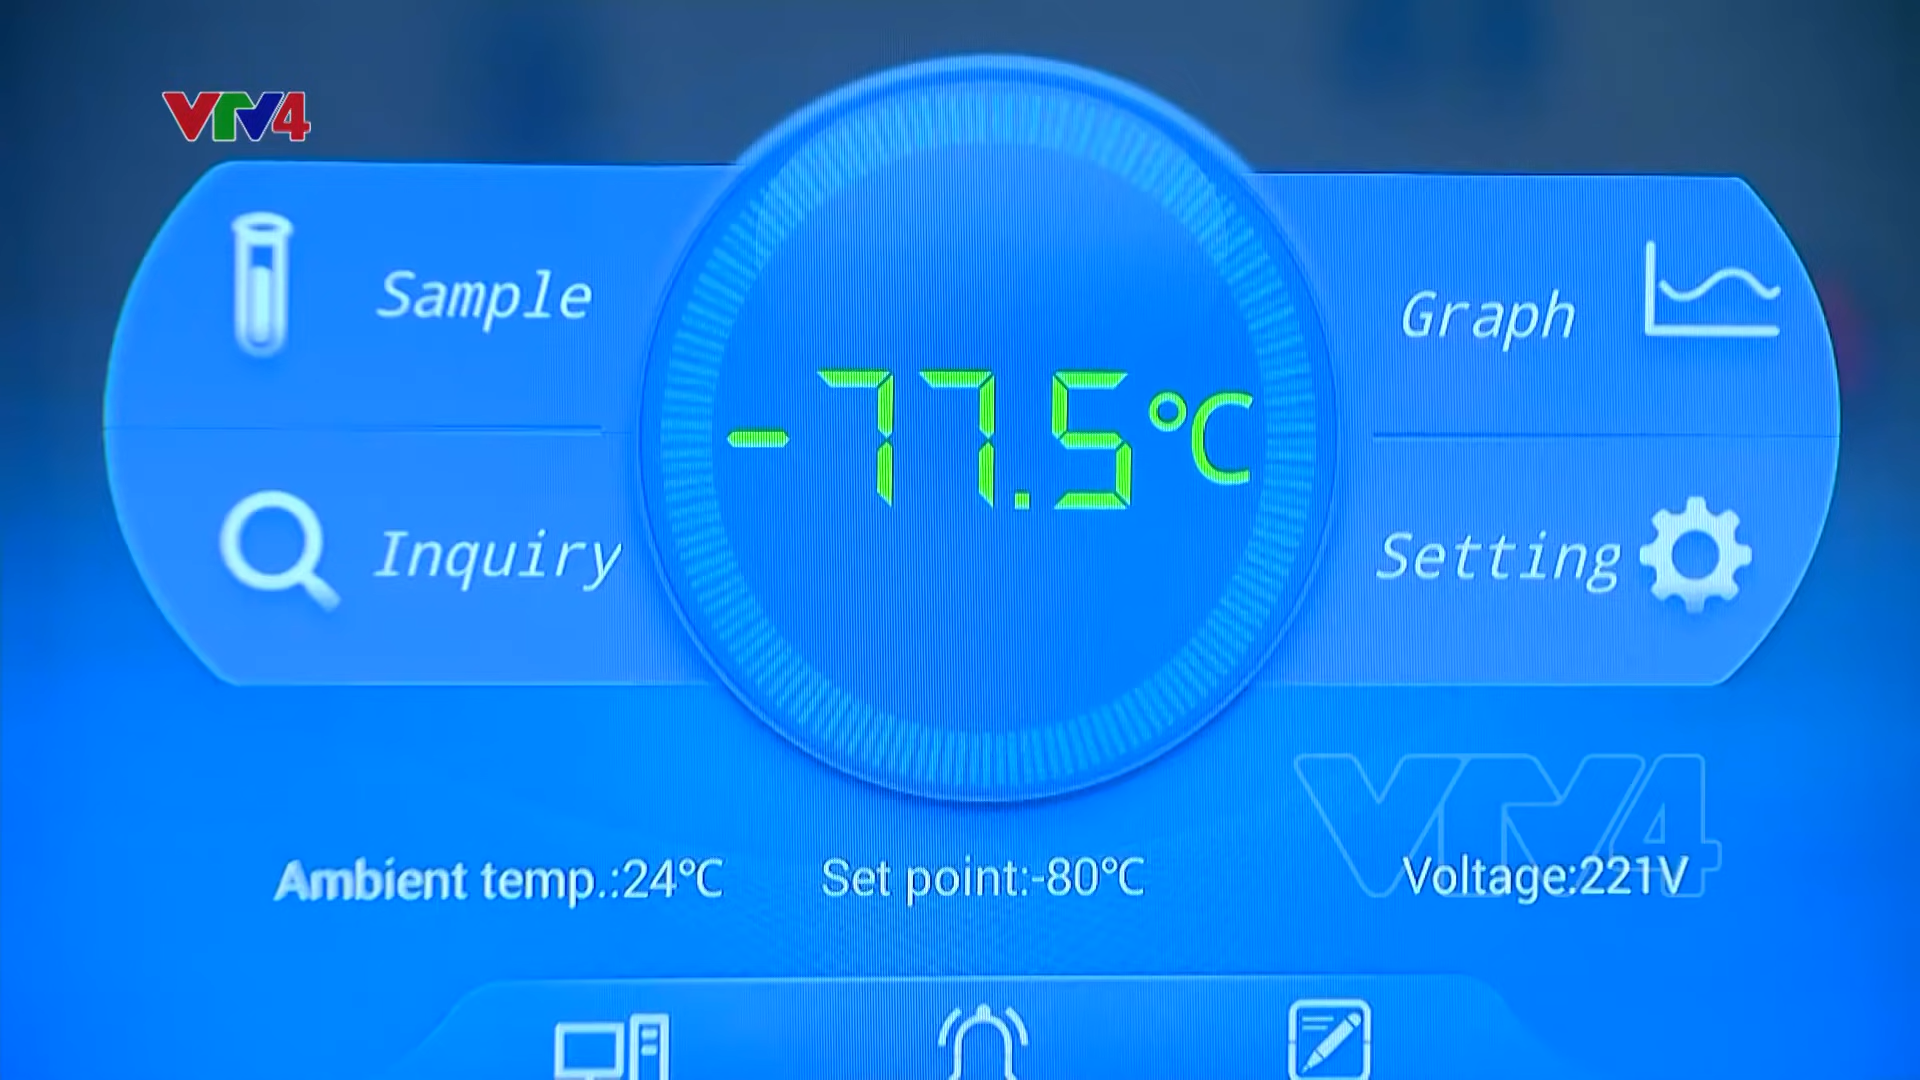 VTV4
Sample
Graph
-77.5°C
Inquiry
Setting
VTV4
Ambient temp.:24°C
Set point:-80°C
Voltage:221V